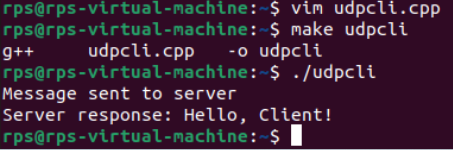 rps@rps-virtual-machine:~$ vim udpcli.cpp
rps@rps-virtual-machine:~$ make udpcli
g++     udpcli.cpp   -o udpcli
rps@rps-virtual-machine:~$ ./udpcli
Message sent to server
Server response: Hello, Client!
rps@rps-virtual-machine:~$